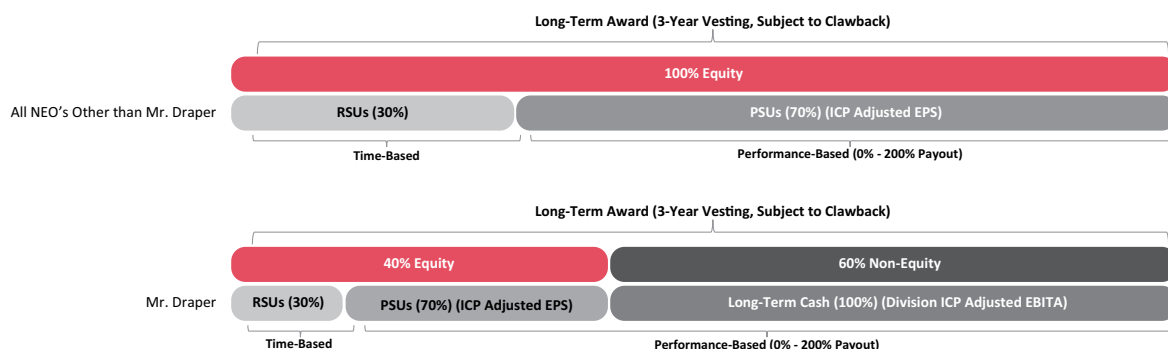 Long-Term Award (3-Year Vesting, Subject to Clawback)
100% Equity
All NEO's Other than Mr. Draper
RSUs (30%)
PSUs (70%) (ICP Adjusted EPS)
Time-Based
Performance-Based (0% - 200% Payout)
Long-Term Award (3-Year Vesting, Subject to Clawback)
40% Equity
60% Non-Equity
Mr. Draper
RSUs (30%)
PSUs (70%) (ICP Adjusted EPS)
Long-Term Cash (100%) (Division ICP Adjusted EBITA)
Time-Based
Performance-Based (0% - 200% Payout)